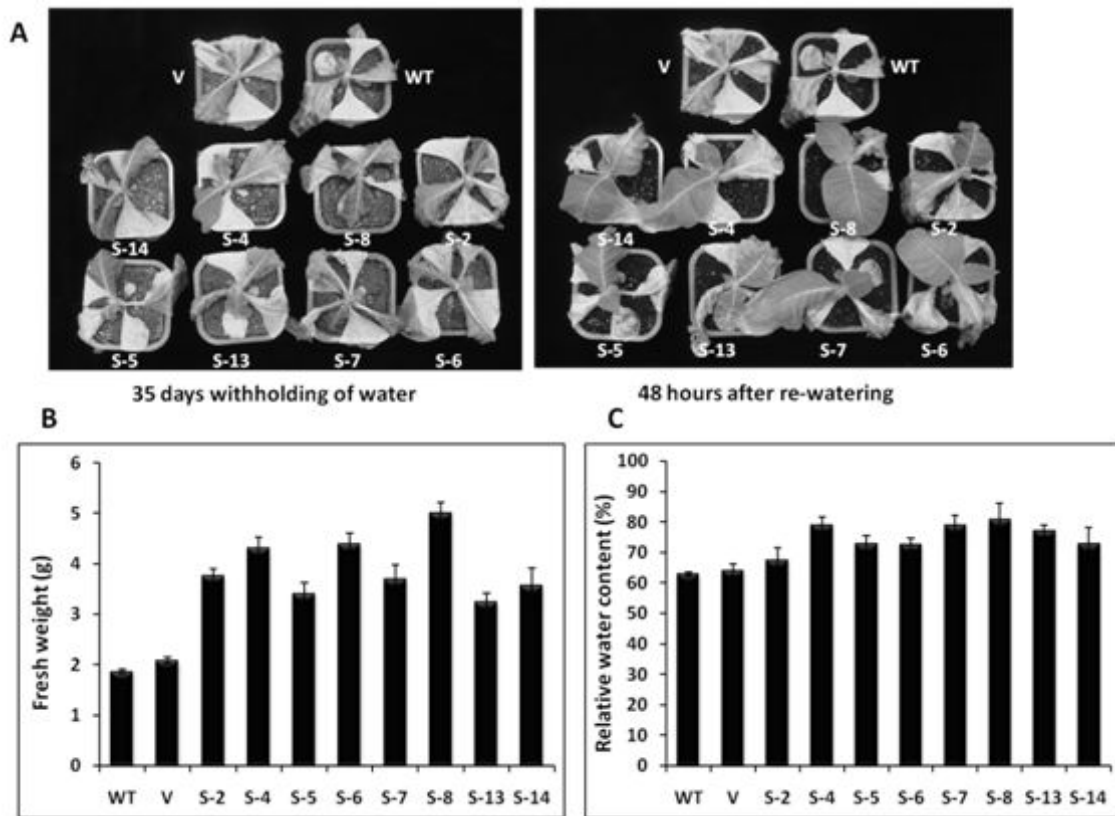 A
V
WT
S-14
S-4
S-8
S-2
S-5
S-13
S-7
S-6
35 days withholding of water
V
WT
S-14
S-4
S-8
S-2
S-5
S-13
S-7
S-6
48 hours after re-watering
B
Fresh weight (g)
6
5
4
3
2
1
0
WT V S-2 S-4 S-5 S-6 S-7 S-8 S-13 S-14
C
Relative water content (%)
100
90
80
70
60
50
40
30
20
10
0
WT V S-2 S-4 S-5 S-6 S-7 S-8 S-13 S-14